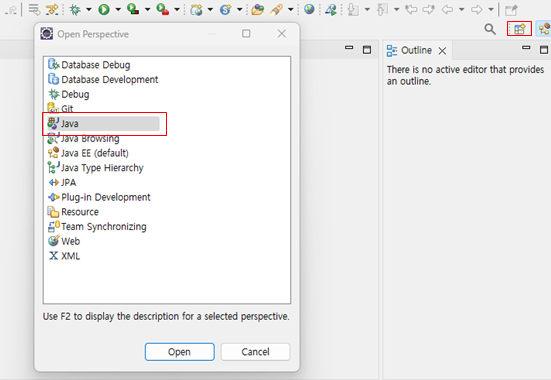 Open Perspective
Database Debug
Database Development
Debug
Git
Java
Java Browsing
Java EE (default)
Java Type Hierarchy
JPA
Plug-in Development
Resource
Team Synchronizing
Web
XML
Use F2 to display the description for a selected perspective.
Open
Cancel
Outline
There is no active editor that provides
an outline.